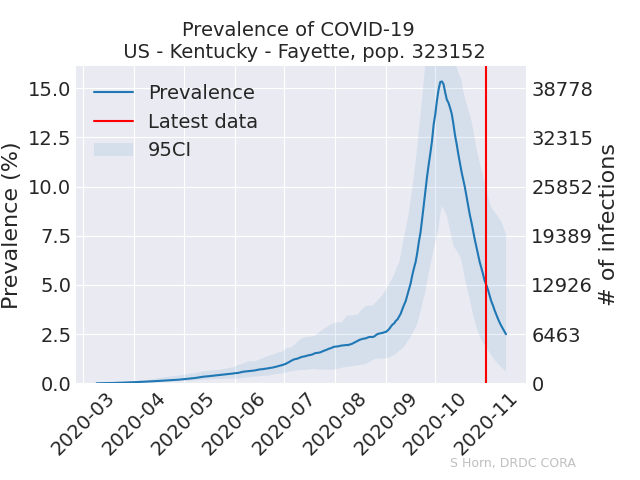 Prevalence of COVID-19
US - Kentucky - Fayette, pop. 323152
Prevalence
Latest data
95CI
Prevalence (%)
15.0
12.5
10.0
7.5
5.0
2.5
0.0
38778
32315
25852
19389
12926
6463
0
# of infections
2020-03
2020-04
2020-05
2020-06
2020-07
2020-08
2020-09
2020-10
2020-11
S Horn, DRDC CORA